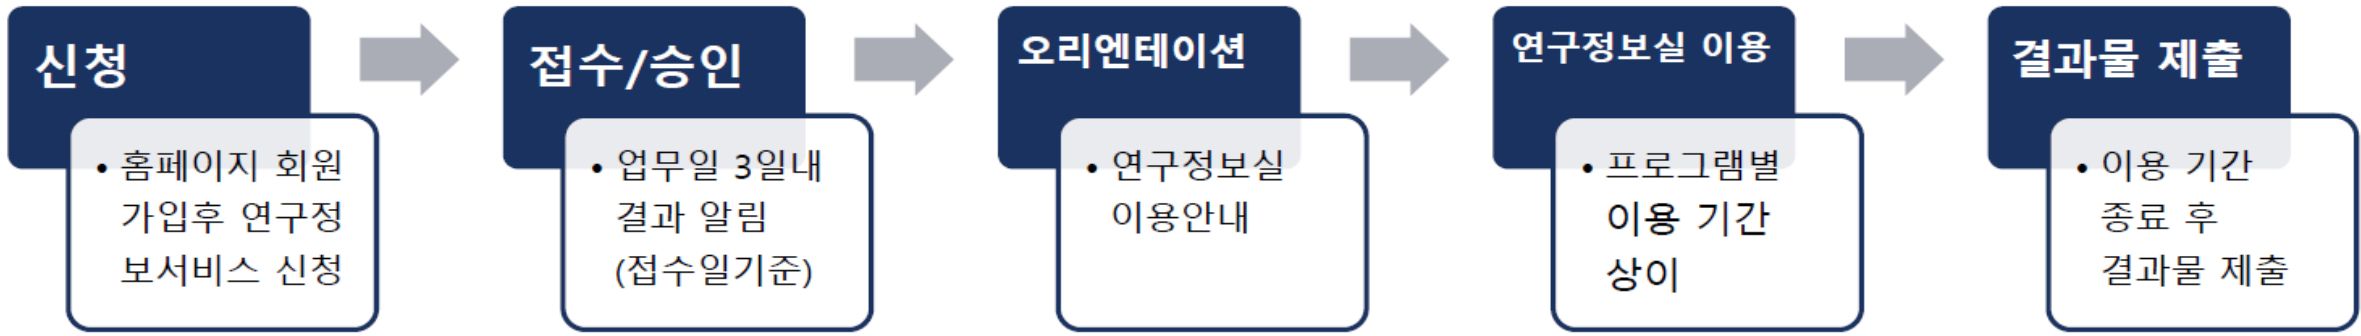 신청
• 홈페이지 회원
가입후 연구정
보서비스 신청
접수/승인
• 업무일 3일내
결과 알림
(접수일기준)
오리엔테이션
• 연구정보실
이용안내
연구정보실 이용
• 프로그램별
이용 기간
상이
결과물 제출
• 이용 기간
종료 후
결과물 제출